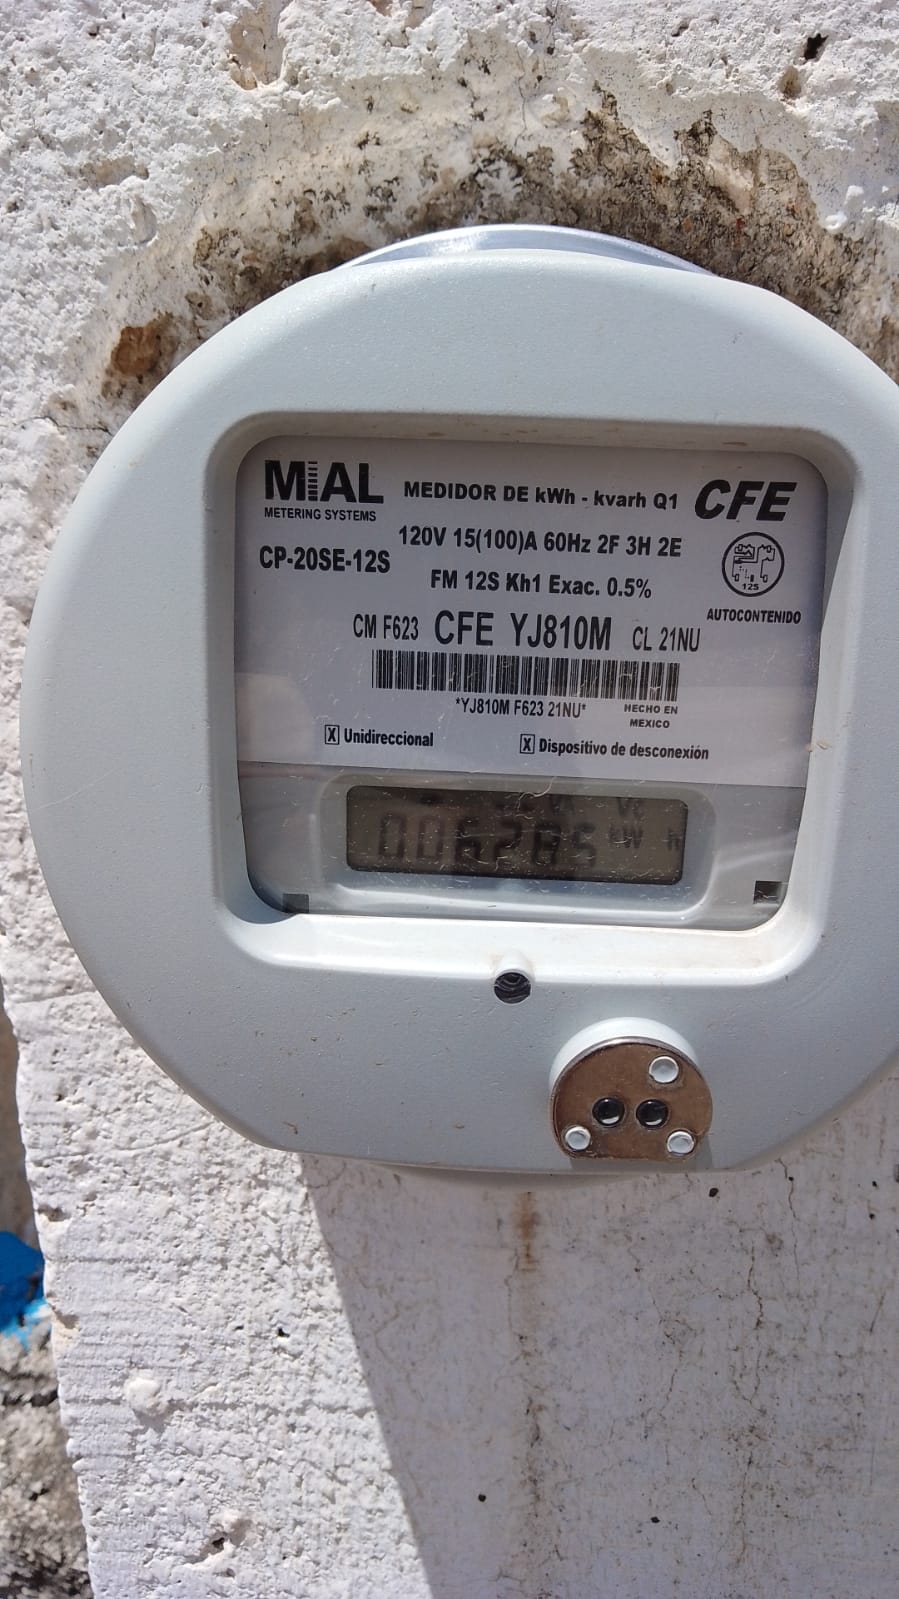 MIAL
METERING SYSTEMS
MEDIDOR DE kWh - kvarh Q1
CFE
120V 15(100)A 60Hz 2F 3H 2E
CP-20SE-12S
FM 12S Kh1 Exac. 0.5%
12S
AUTOCONTENIDO
CM F623 CFE YJ810M CL 21NU
*YJ810M F623 21NU*
HECHO EN
MEXICO
X Unidireccional
X Dispositivo de desconexión